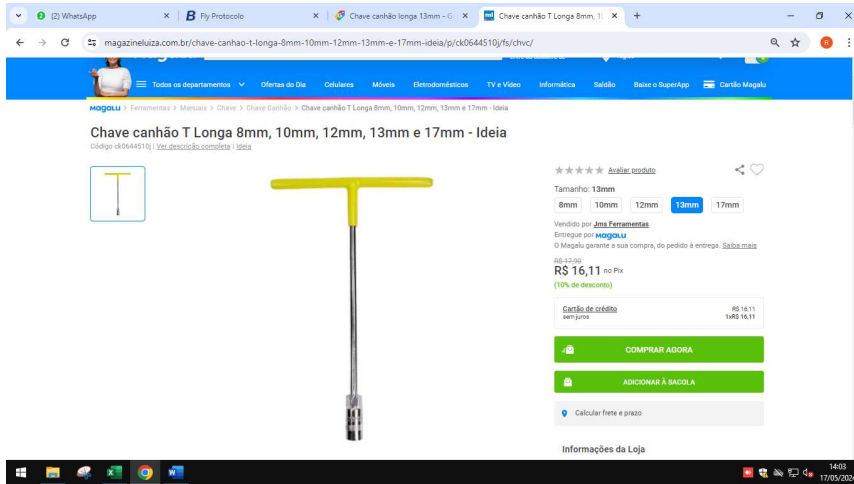 (2) WhatsApp
Fly Protocolo
Chave canhão longa 13mm - G
Chave canhão T Longa 8mm, 1
magazineluiza.com.br/chave-canhao-t-longa-8mm-10mm-12mm-13mm-e-17mm-ideia/p/ck0644510j/fs/chvc/
R
Todos os departamentos
Ofertas do Dia
Celulares
Móveis
Eletrodomésticos
TV e Vídeo
Informática
Saldão
Baixe o SuperApp
Cartão Magalu
MagaLu > Ferramentas > Manuais > Chave > Chave Canhão > Chave canhão T Longa 8mm, 10mm, 12mm, 13mm e 17mm - Ideia
Chave canhão T Longa 8mm, 10mm, 12mm, 13mm e 17mm - Ideia
Código ck0644510j | Ver descrição completa | Ideia
Avaliar produto
Tamanho: 13mm
8mm 10mm 12mm 13mm 17mm
Vendido por Jms Ferramentas
Entregue por MagaLu
O Magalu garante a sua compra, do pedido à entrega. Saiba mais
R$ 17,90
R$ 16,11 no Pix
(10% de desconto)
Cartão de crédito R$ 16,11
sem juros 1xR$ 16,11
COMPRAR AGORA
ADICIONAR À SACOLA
Calcular frete e prazo
Informações da Loja
14:03
17/05/2024